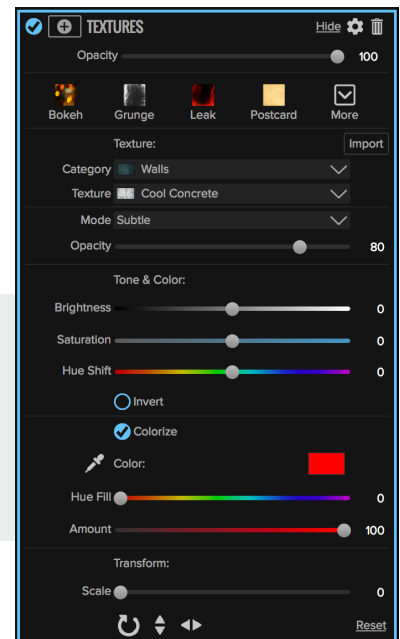 TEXTURES Hide
Opacity 100
Bokeh Grunge Leak Postcard More
Texture: Import
Category Walls
Texture Cool Concrete
Mode Subtle
Opacity 80
Tone & Color:
Brightness 0
Saturation 0
Hue Shift 0
Invert
Colorize
Color:
Hue Fill 0
Amount 100
Transform:
Scale 0
Reset